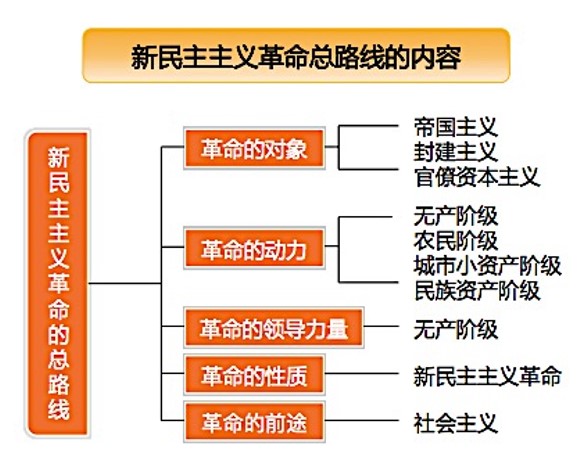 新民主主义革命总路线的内容
新民主主义革命的总路线
革命的对象
帝国主义
封建主义
官僚资本主义
革命的动力
无产阶级
农民阶级
城市小资产阶级
民族资产阶级
革命的领导力量
无产阶级
革命的性质
新民主主义革命
革命的前途
社会主义